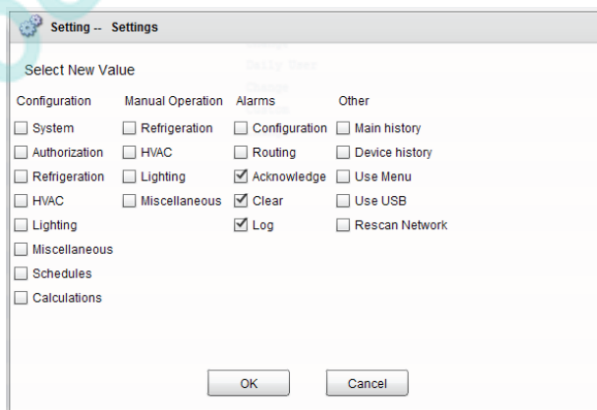 Setting -- Settings
Select New Value
Configuration Manual Operation Alarms Other
System Refrigeration Configuration Main history
Authorization HVAC Routing Device history
Refrigeration Lighting Acknowledge Use Menu
HVAC Miscellaneous Clear Use USB
Lighting Log Rescan Network
Miscellaneous
Schedules
Calculations
OK Cancel